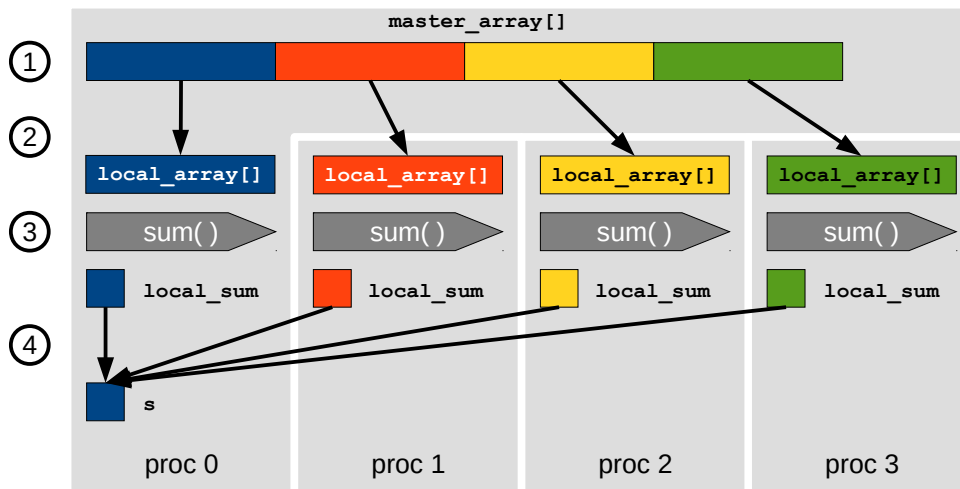 master_array[]
1
2
local_array[] local_array[] local_array[] local_array[]
3 sum( ) sum( ) sum( ) sum( )
local_sum local_sum local_sum local_sum
4
s
proc 0 proc 1 proc 2 proc 3